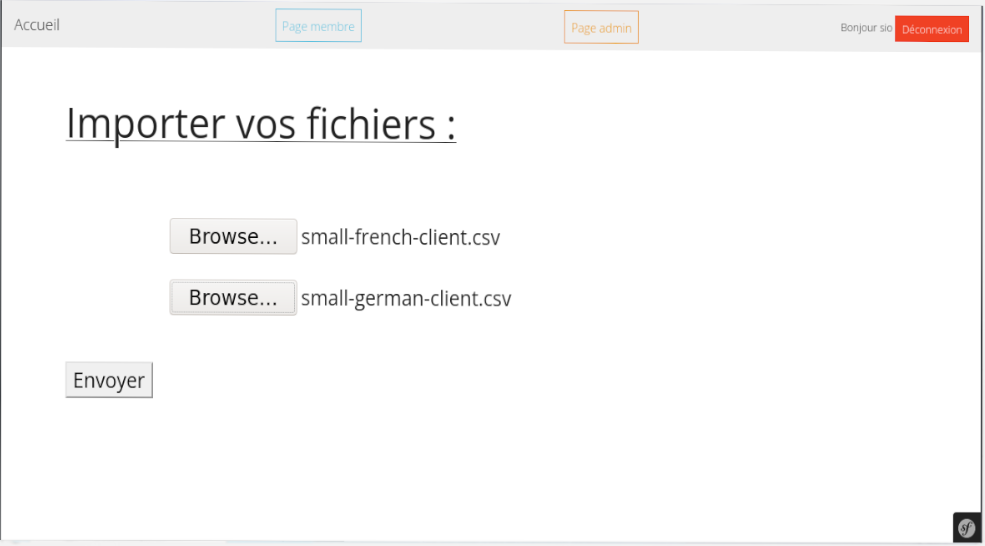 Accueil
Page membre
Page admin
Bonjour sio
Déconnexion
Importer vos fichiers :
Browse... small-french-client.csv
Browse... small-german-client.csv
Envoyer
sf